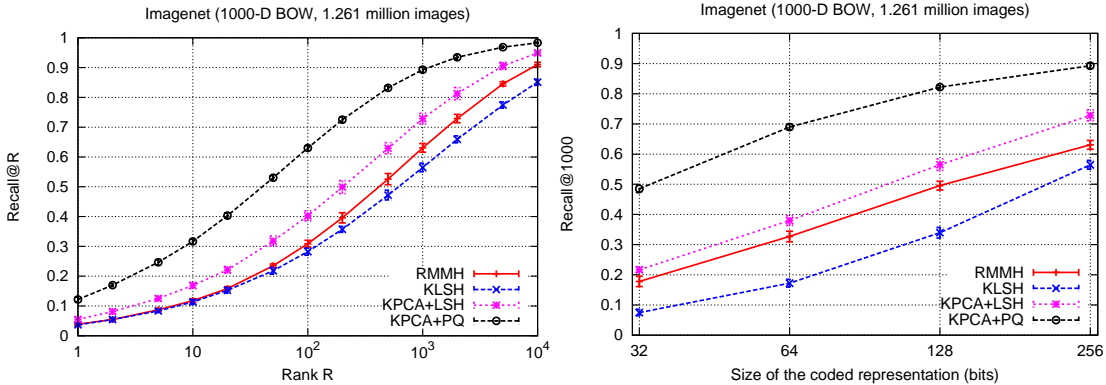 Imagenet (1000-D BOW, 1.261 million images)
Recall@R
1
0.9
0.8
0.7
0.6
0.5
0.4
0.3
0.2
0.1
0
RMMH
KLSH
KPCA+LSH
KPCA+PQ
1 10 10^2 10^3 10^4
Rank R
Imagenet (1000-D BOW, 1.261 million images)
Recall@1000
1
0.9
0.8
0.7
0.6
0.5
0.4
0.3
0.2
0.1
0
RMMH
KLSH
KPCA+LSH
KPCA+PQ
32 64 128 256
Size of the coded representation (bits)